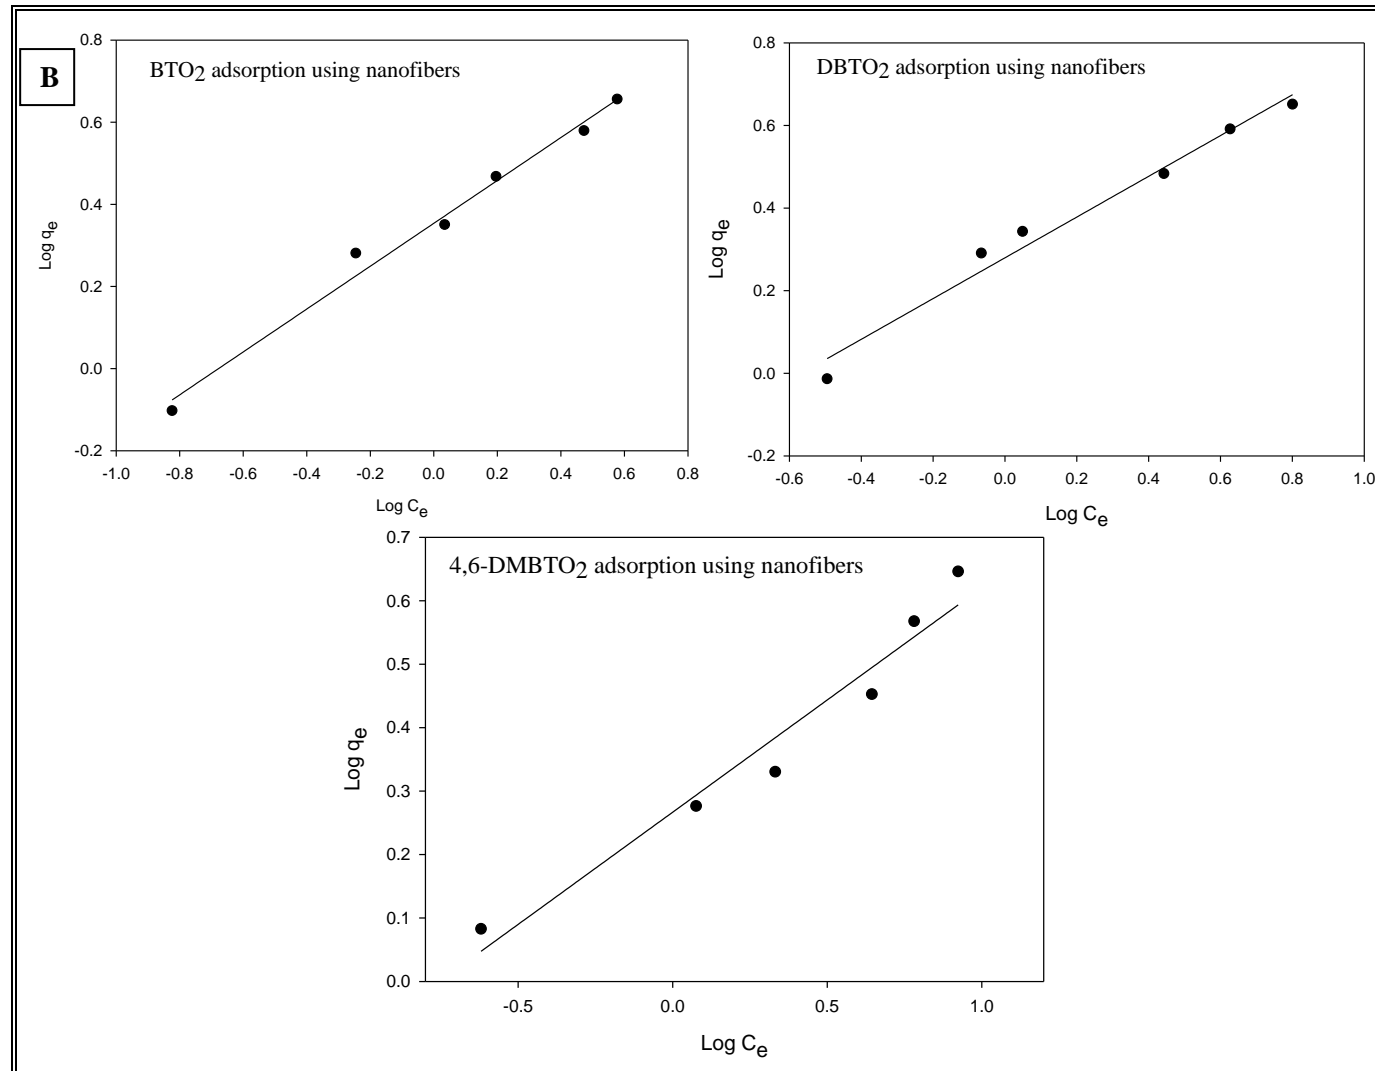 B
BTO2 adsorption using nanofibers
0.8
0.6
0.4
0.2
0.0
-0.2
Log qe
-1.0 -0.8 -0.6 -0.4 -0.2 0.0 0.2 0.4 0.6 0.8
Log Ce
DBTO2 adsorption using nanofibers
0.8
0.6
0.4
0.2
0.0
-0.2
Log qe
-0.6 -0.4 -0.2 0.0 0.2 0.4 0.6 0.8 1.0
Log Ce
4,6-DMBTO2 adsorption using nanofibers
0.7
0.6
0.5
0.4
0.3
0.2
0.1
0.0
Log qe
-0.5 0.0 0.5 1.0
Log Ce